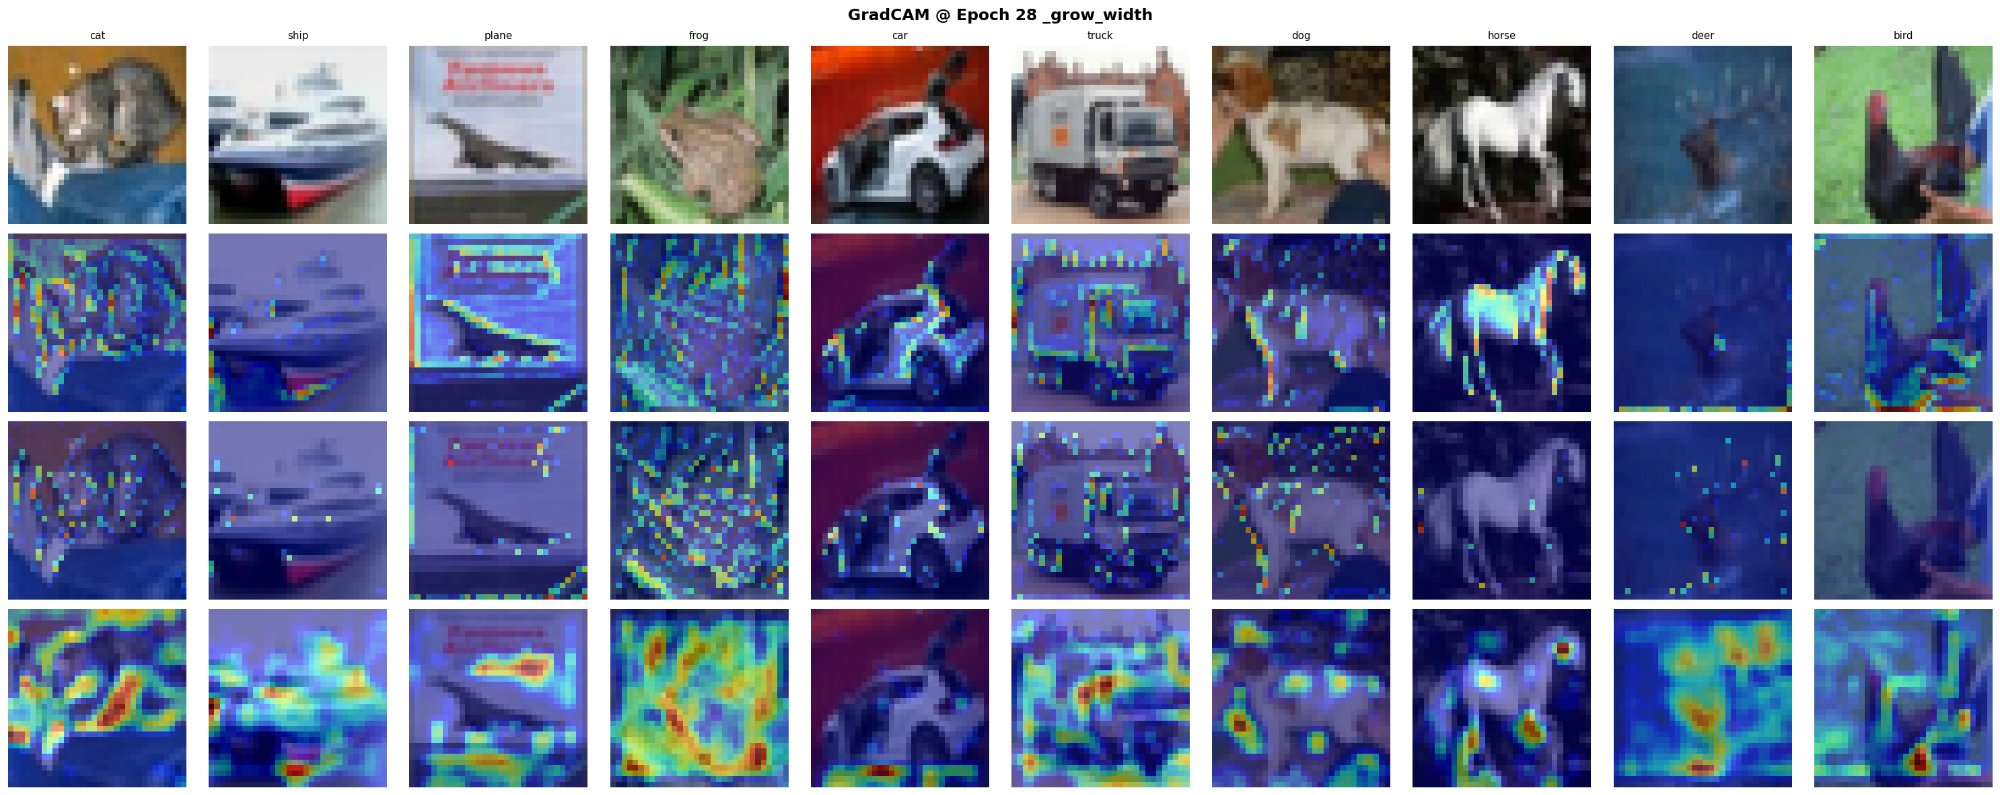 GradCAM @ Epoch 28 _grow_width
cat
ship
plane
frog
car
truck
dog
horse
deer
bird